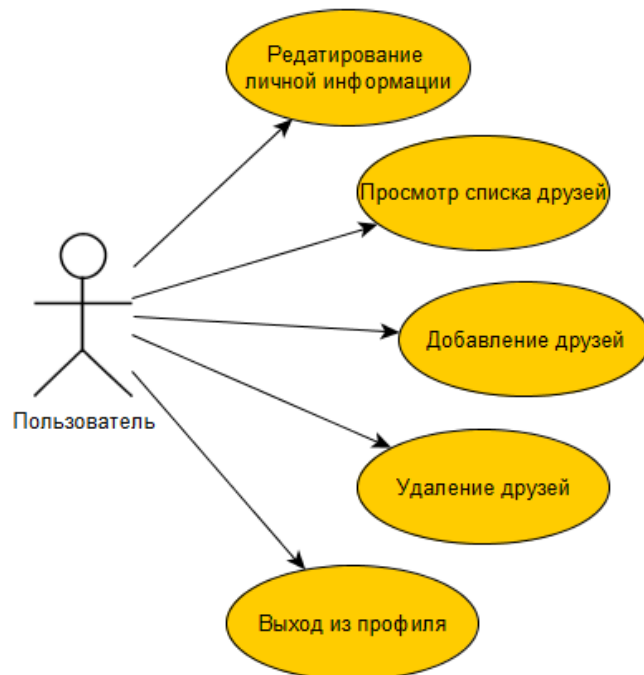 Редатирование
личной информации
Просмотр списка друзей
Добавление друзей
Пользователь
Удаление друзей
Выход из профиля